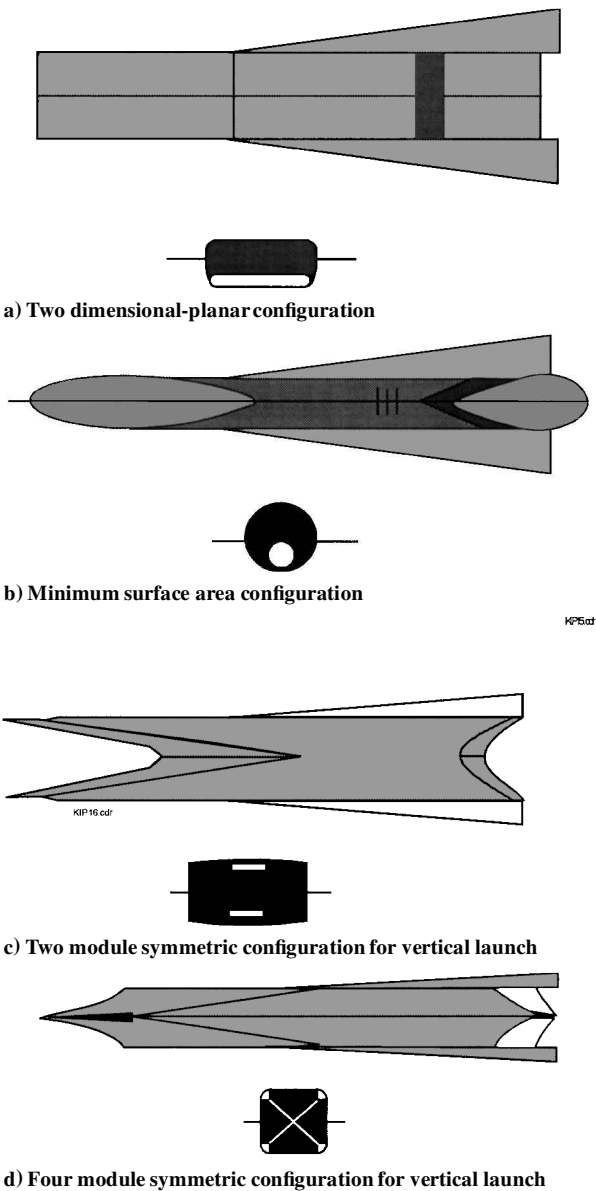 a) Two dimensional-planar configuration
b) Minimum surface area configuration
KIP15.cdr
KIP16.cdr
c) Two module symmetric configuration for vertical launch
d) Four module symmetric configuration for vertical launch